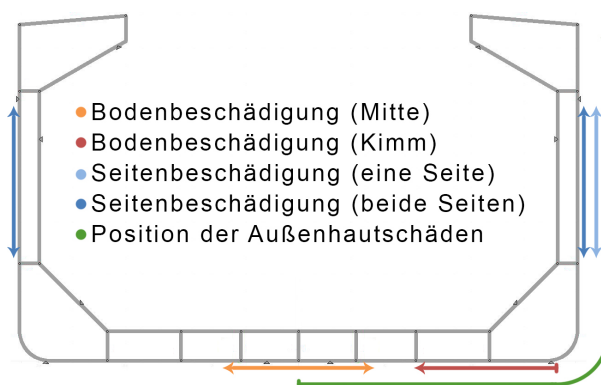 Bodenbeschädigung (Mitte)
Bodenbeschädigung (Kimm)
Seitenbeschädigung (eine Seite)
Seitenbeschädigung (beide Seiten)
Position der Außenhautschäden